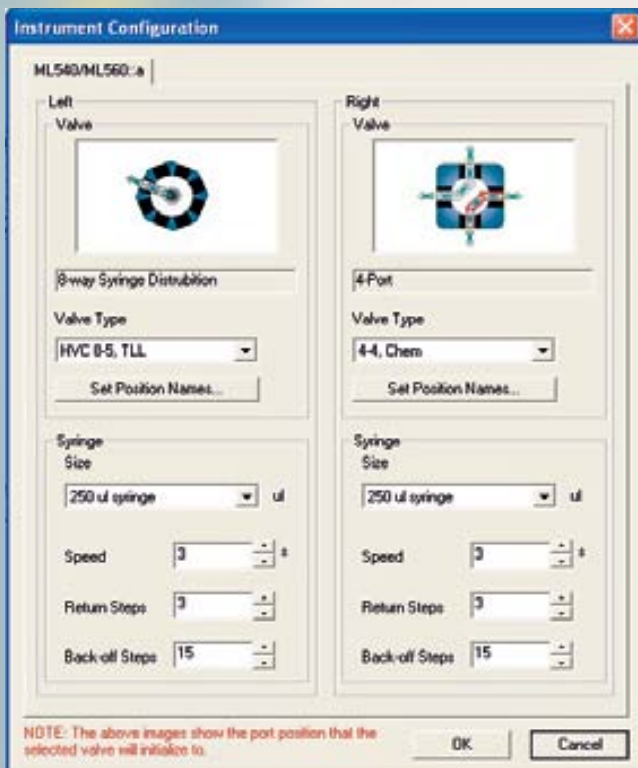 Instrument Configuration
ML540/ML560::a
Left
Valve
8-way Syringe Distrubition
Valve Type
HVC 8-5, TLL
Set Position Names...
Syringe
Size
250 ul syringe ul
Speed 3 s
Return Steps 3
Back-off Steps 15
Right
Valve
4-Port
Valve Type
4-4, Chem
Set Position Names...
Syringe
Size
250 ul syringe ul
Speed 3 s
Return Steps 3
Back-off Steps 15
NOTE: The above images show the port position that the
selected valve will initialize to.
OK Cancel